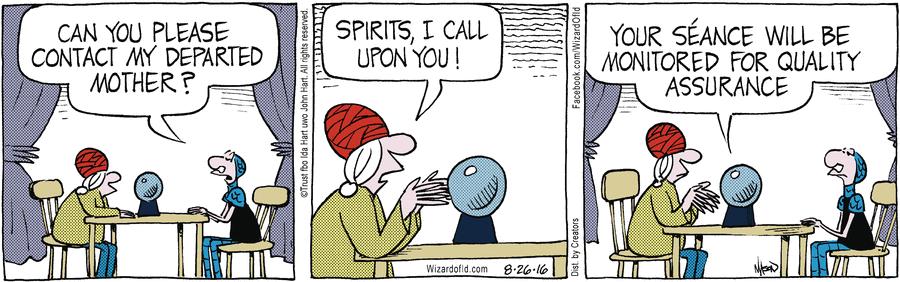 CAN YOU PLEASE
CONTACT MY DEPARTED
MOTHER?
©Trust fbo Ida Hart uwo John Hart. All rights reserved.
SPIRITS, I CALL
UPON YOU!
Wizardofid.com
8-26-16
Dist. by Creators
Facebook.com/WizardOfId
YOUR SÉANCE WILL BE
MONITORED FOR QUALITY
ASSURANCE